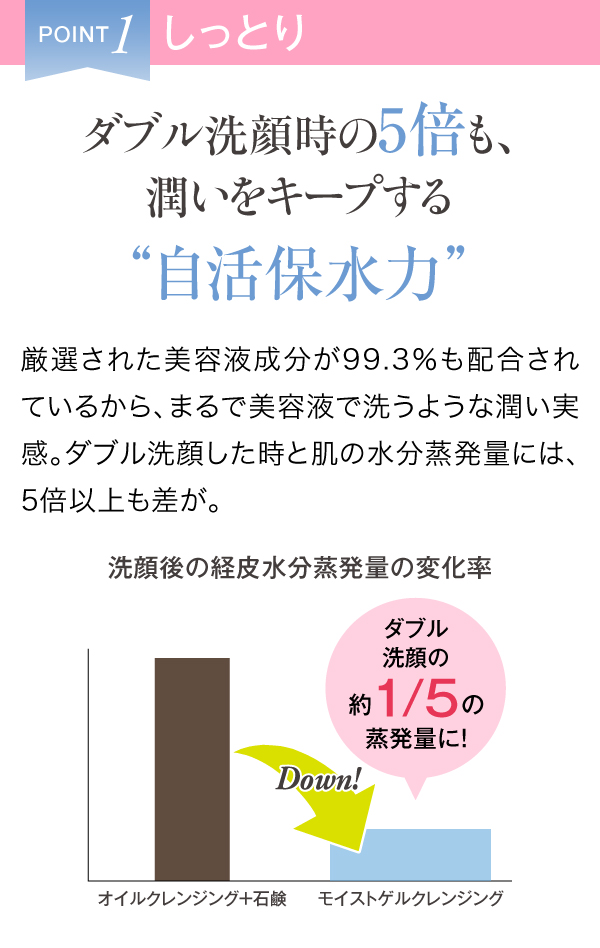 POINT 1 しっとり
ダブル洗顔時の5倍も、
潤いをキープする
“自活保水力”
厳選された美容液成分が99.3%も配合され
ているから、まるで美容液で洗うような潤い実
感。ダブル洗顔した時と肌の水分蒸発量には、
5倍以上も差が。
洗顔後の経皮水分蒸発量の変化率
ダブル
洗顔の
約1/5の
蒸発量に!
Down!
オイルクレンジング+石鹸 モイストゲルクレンジング